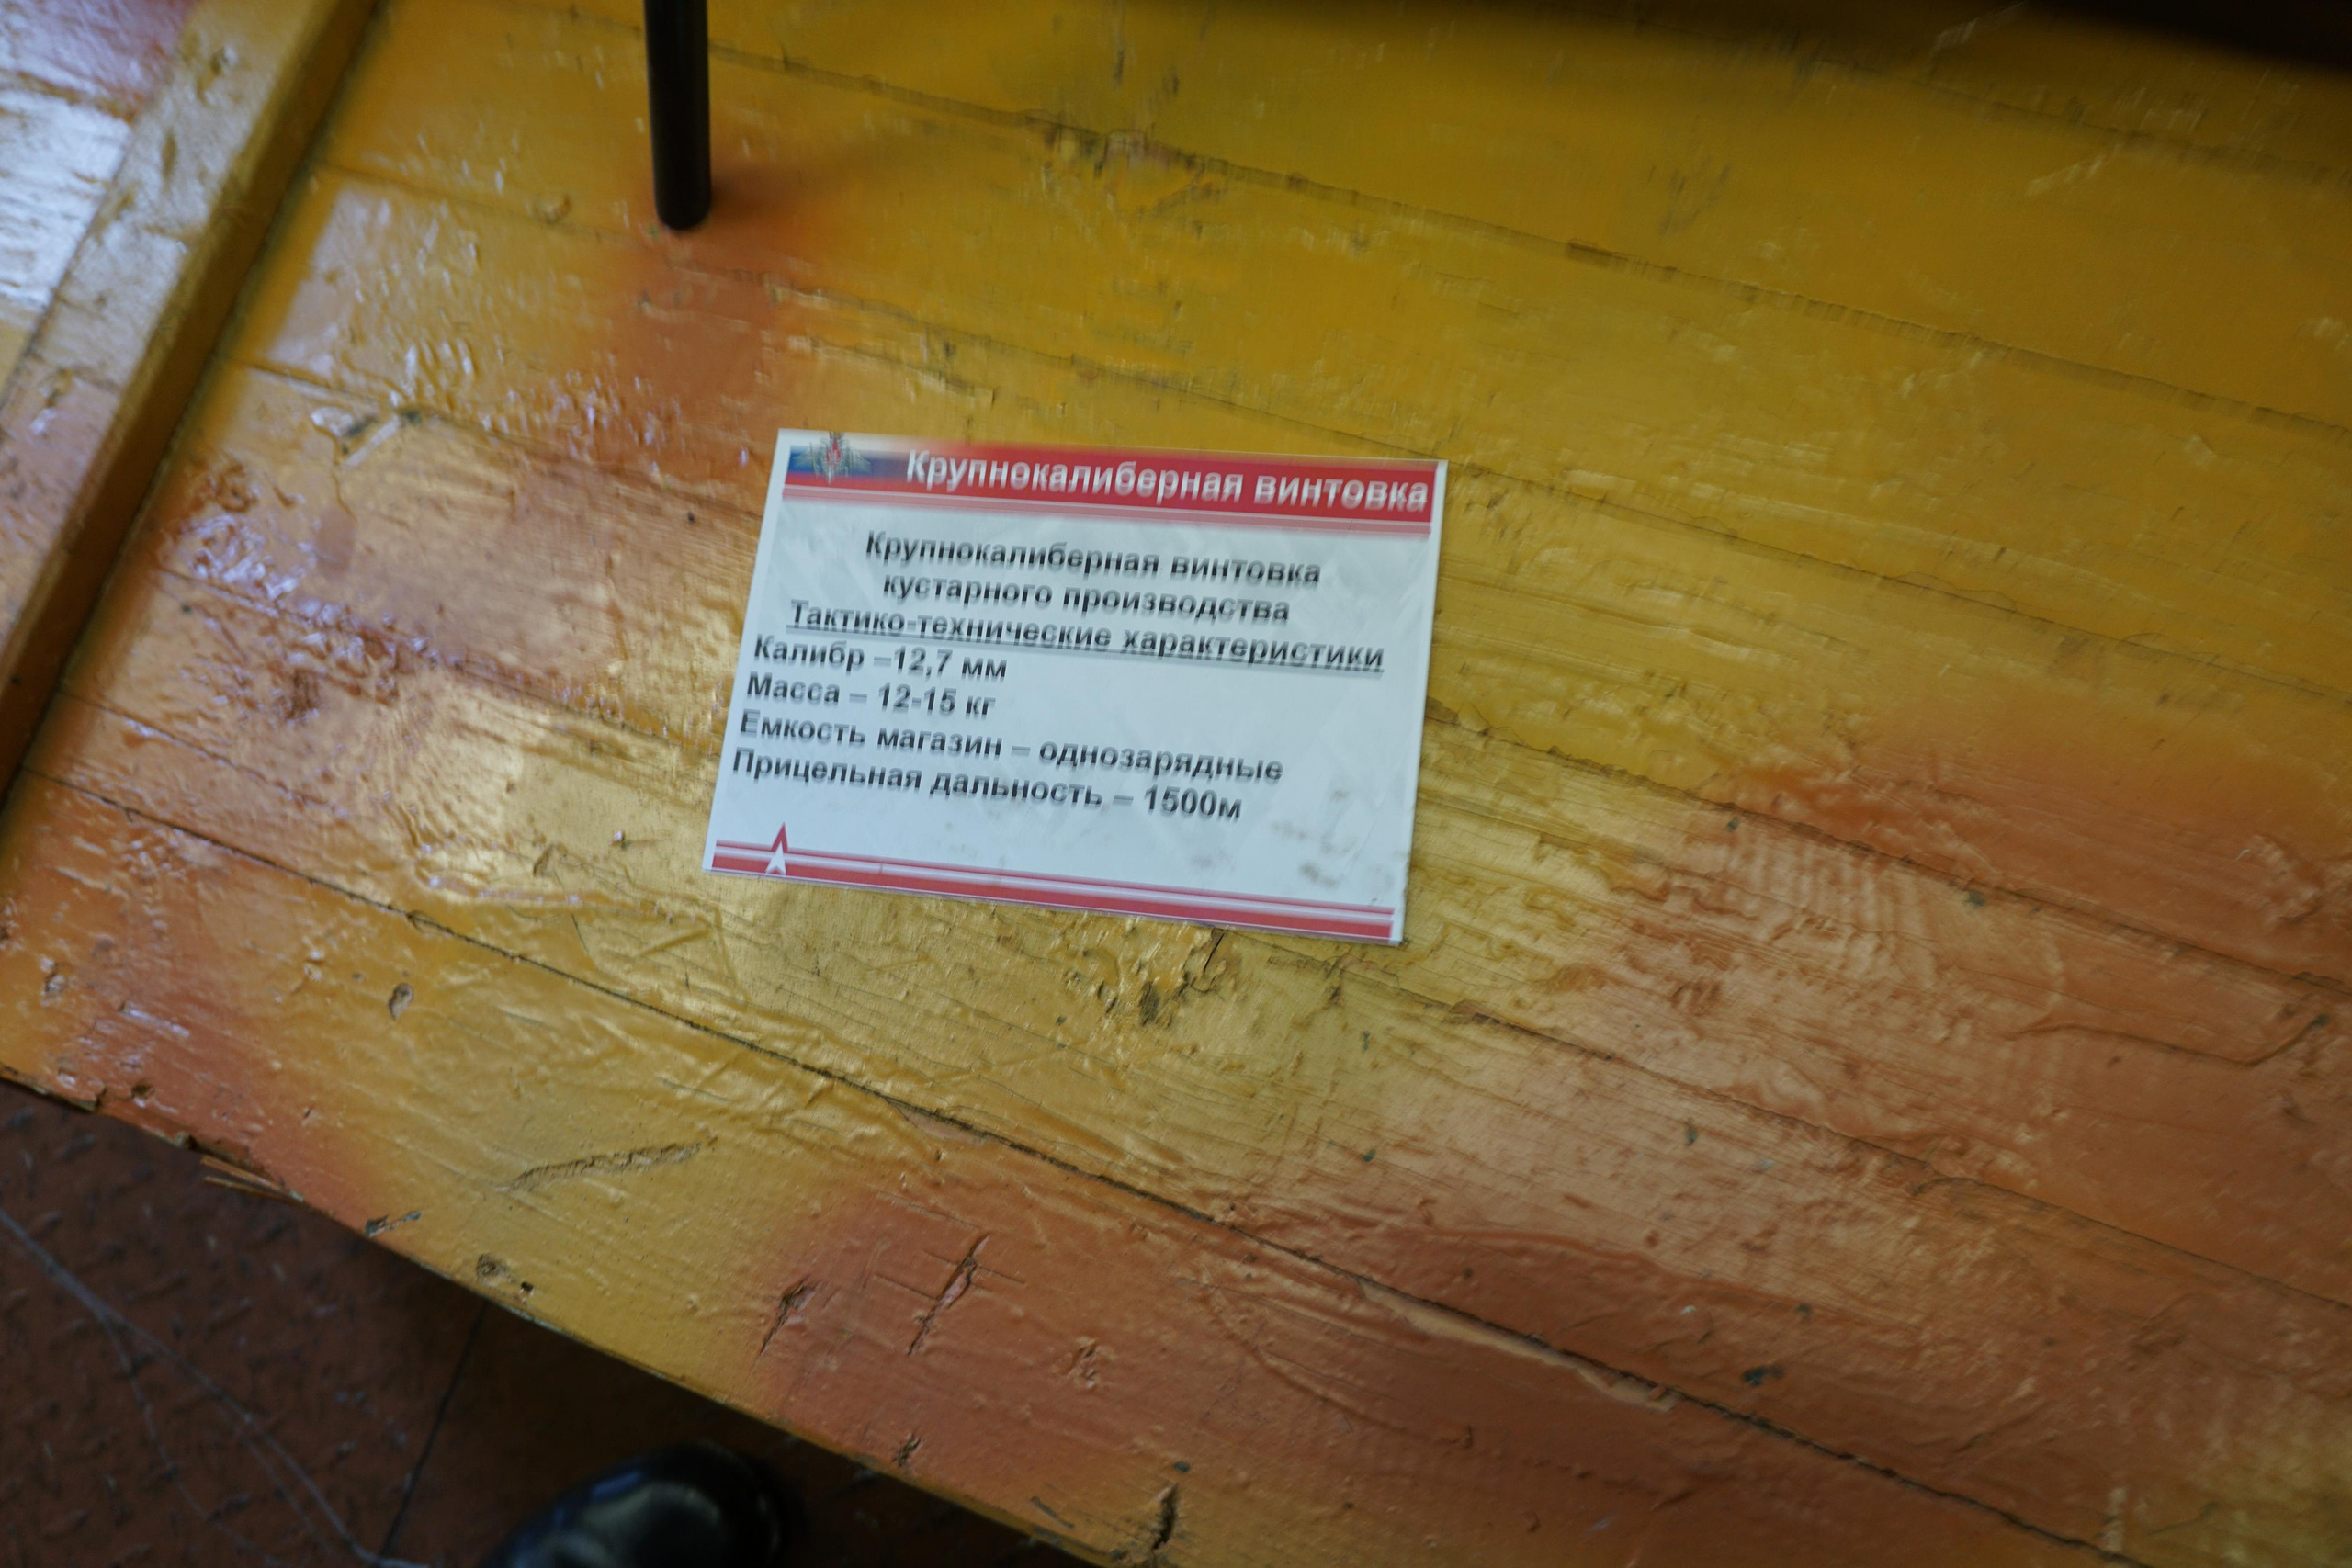 Крупнокалиберная винтовка
Крупнокалиберная винтовка
кустарного производства
Тактико-технические характеристики
Калибр –12,7 мм
Масса – 12-15 кг
Емкость магазин – однозарядные
Прицельная дальность – 1500м